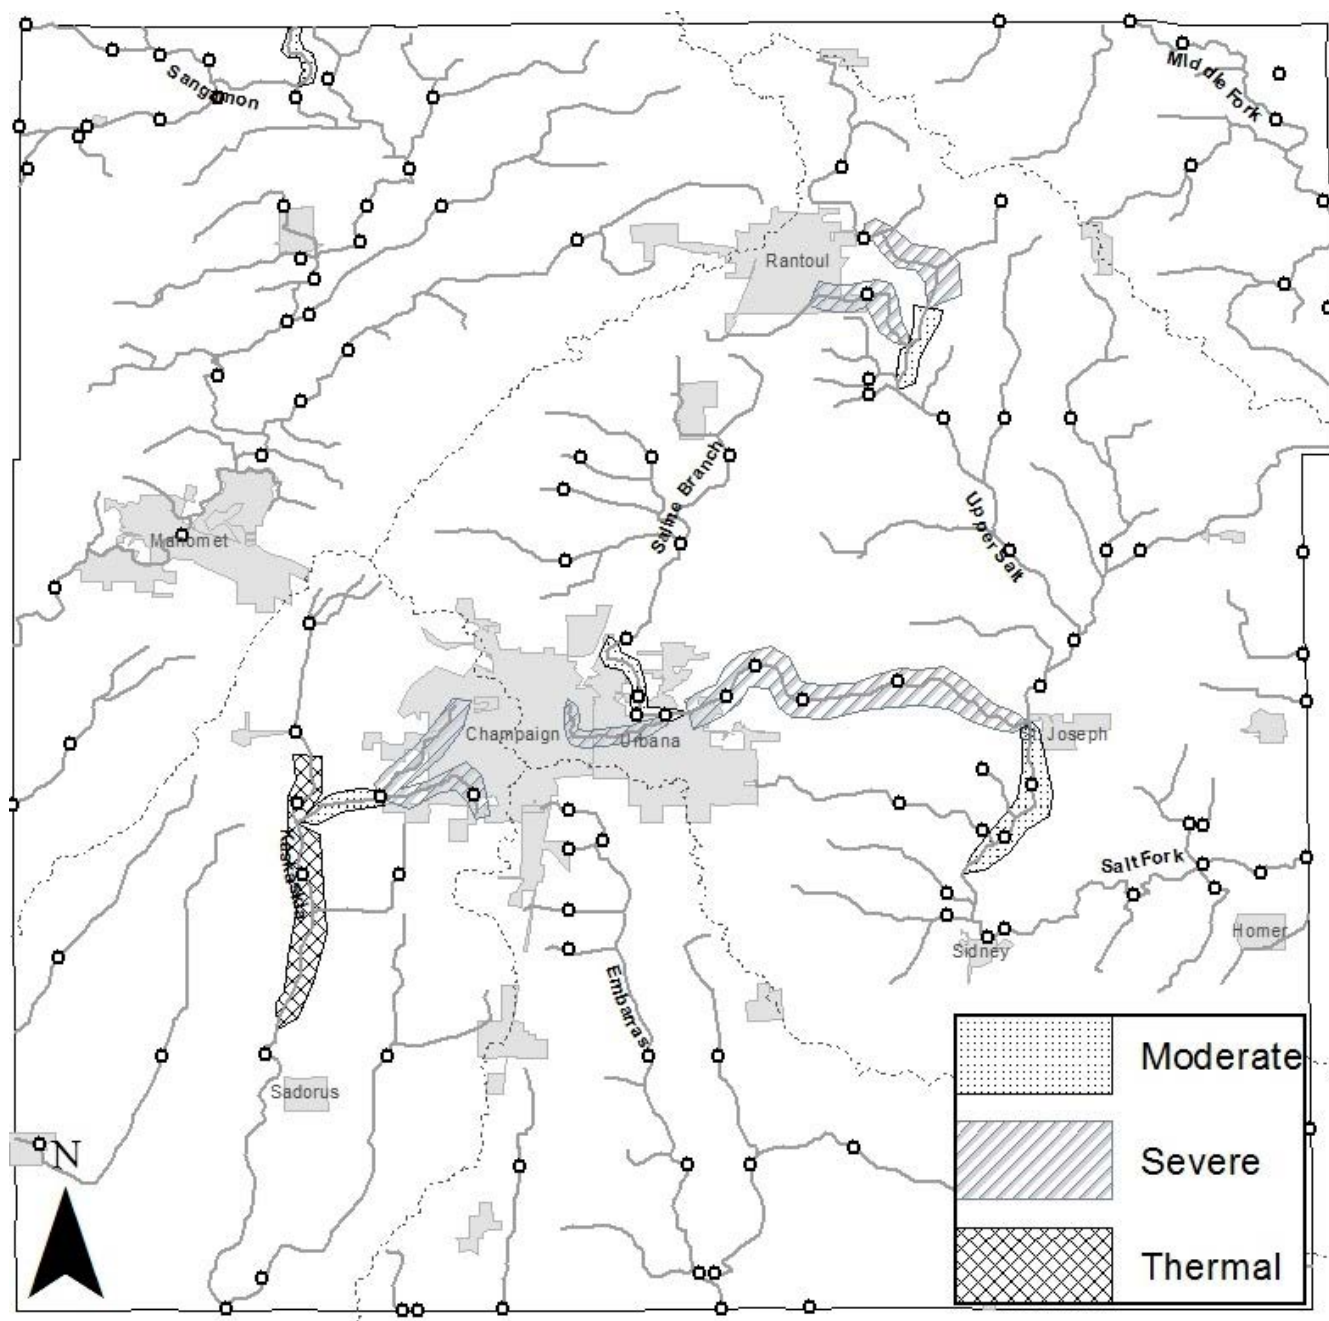 Sangamon
Middle Fork
Rantoul
Saline Branch
Upper Salt
Mahomet
Champaign
Urbana
St. Joseph
Kaskaskia
Salt Fork
Homer
Sidney
Embarras
Sadorus
N
Moderate
Severe
Thermal